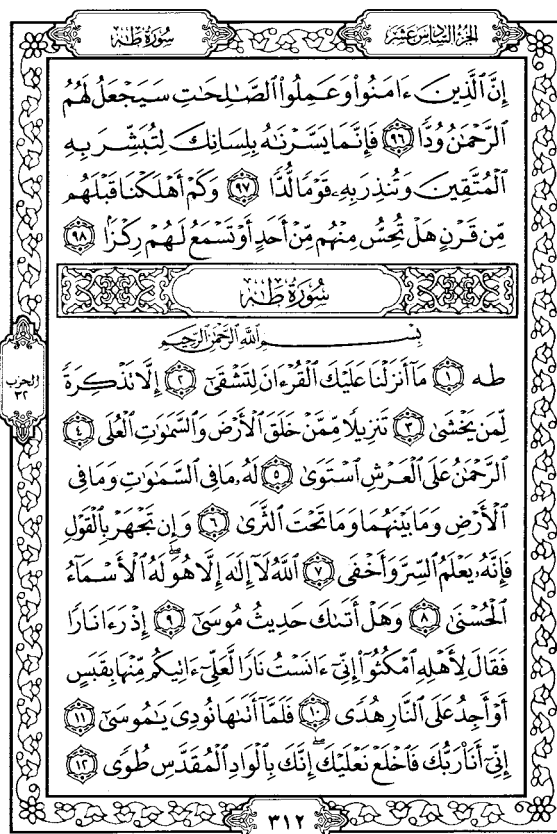 الجزء السادس عشر
سورة طه
إِنَّ ٱلَّذِينَ ءَامَنُوا۟ وَعَمِلُوا۟ ٱلصَّـٰلِحَـٰتِ سَيَجْعَلُ لَهُمُ
ٱلرَّحْمَـٰنُ وُدًّا ٩٦ فَإِنَّمَا يَسَّرْنَـٰهُ بِلِسَانِكَ لِتُبَشِّرَ بِهِ
ٱلْمُتَّقِينَ وَتُنذِرَ بِهِۦ قَوْمًا لُّدًّا ٩٧ وَكَمْ أَهْلَكْنَا قَبْلَهُم
مِّن قَرْنٍ هَلْ تُحِسُّ مِنْهُم مِّنْ أَحَدٍ أَوْ تَسْمَعُ لَهُمْ رِكْزًۢا ٩٨
سُورَةُ طه
بِسْمِ ٱللَّهِ ٱلرَّحْمَـٰنِ ٱلرَّحِيمِ
طه ١ مَآ أَنزَلْنَا عَلَيْكَ ٱلْقُرْءَانَ لِتَشْقَىٰٓ ٢ إِلَّا تَذْكِرَةً
لِّمَن يَخْشَىٰ ٣ تَنزِيلًا مِّمَّنْ خَلَقَ ٱلْأَرْضَ وَٱلسَّمَـٰوَٰتِ ٱلْعُلَى ٤
ٱلرَّحْمَـٰنُ عَلَى ٱلْعَرْشِ ٱسْتَوَىٰ ٥ لَهُۥ مَا فِى ٱلسَّمَـٰوَٰتِ وَمَا فِى
ٱلْأَرْضِ وَمَا بَيْنَهُمَا وَمَا تَحْتَ ٱلثَّرَىٰ ٦ وَإِن تَجْهَرْ بِٱلْقَوْلِ
فَإِنَّهُۥ يَعْلَمُ ٱلسِّرَّ وَأَخْفَى ٧ ٱللَّهُ لَآ إِلَـٰهَ إِلَّا هُوَۖ لَهُ ٱلْأَسْمَآءُ
ٱلْحُسْنَىٰ ٨ وَهَلْ أَتَىٰكَ حَدِيثُ مُوسَىٰٓ ٩ إِذْ رَءَا نَارًا
فَقَالَ لِأَهْلِهِ ٱمْكُثُوٓا۟ إِنِّىٓ ءَانَسْتُ نَارًا لَّعَلِّىٓ ءَاتِيكُم مِّنْهَا بِقَبَسٍ
أَوْ أَجِدُ عَلَى ٱلنَّارِ هُدًى ١٠ فَلَمَّآ أَتَىٰهَا نُودِىَ يَـٰمُوسَىٰٓ ١١
إِنِّىٓ أَنَا۠ رَبُّكَ فَٱخْلَعْ نَعْلَيْكَۖ إِنَّكَ بِٱلْوَادِ ٱلْمُقَدَّسِ طُوًى ١٢
الحزب
٣٢
٣١٢